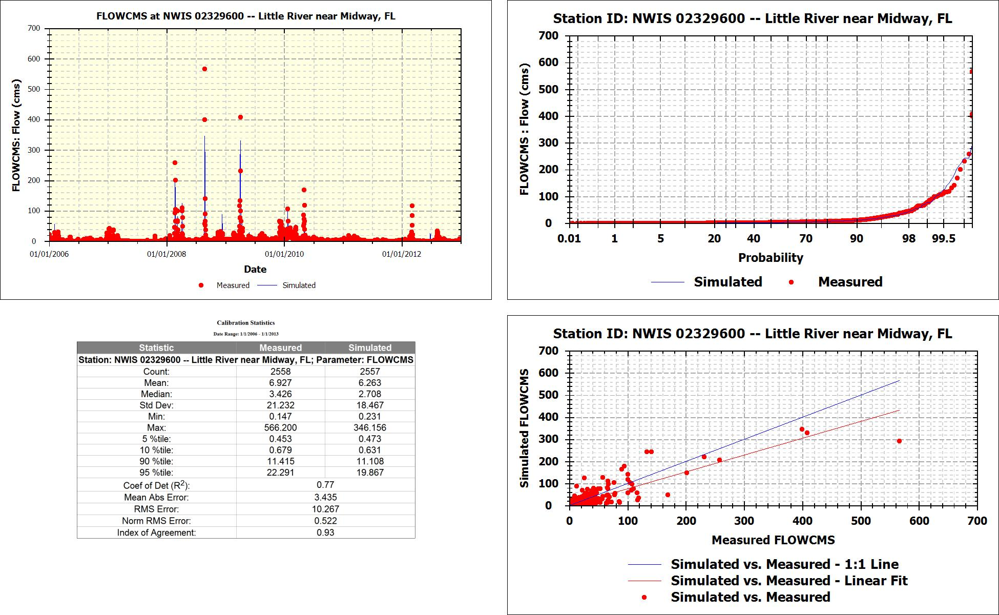 FLOWCMS at NWIS 02329600 -- Little River near Midway, FL
700
600
500
400
300
200
100
0
FLOWCMS: Flow (cms)
01/01/2006 01/01/2008 01/01/2010 01/01/2012
Date
Measured Simulated
Station ID: NWIS 02329600 -- Little River near Midway, FL
700
600
500
400
300
200
100
0
FLOWCMS : Flow (cms)
0.01 1 5 20 40 70 90 98 99.5
Probability
Simulated Measured
Calibration Statistics
Date Range: 1/1/2006 - 1/1/2013
Statistic Measured Simulated
Station: NWIS 02329600 -- Little River near Midway, FL; Parameter: FLOWCMS
Count: 2558 2557
Mean: 6.927 6.263
Median: 3.426 2.708
Std Dev: 21.232 18.467
Min: 0.147 0.231
Max: 566.200 346.156
5 %tile: 0.453 0.473
10 %tile: 0.679 0.631
90 %tile: 11.415 11.108
95 %tile: 22.291 19.867
Coef of Det (R2): 0.77
Mean Abs Error: 3.435
RMS Error: 10.267
Norm RMS Error: 0.522
Index of Agreement: 0.93
Station ID: NWIS 02329600 -- Little River near Midway, FL
700
600
500
400
300
200
100
0
Simulated FLOWCMS
0 100 200 300 400 500 600 700
Measured FLOWCMS
Simulated vs. Measured - 1:1 Line
Simulated vs. Measured - Linear Fit
Simulated vs. Measured